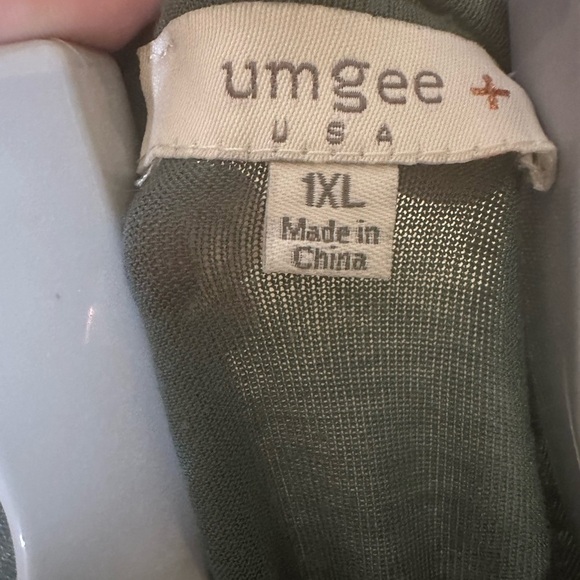 umgee +
USA
1XL
Made in
China